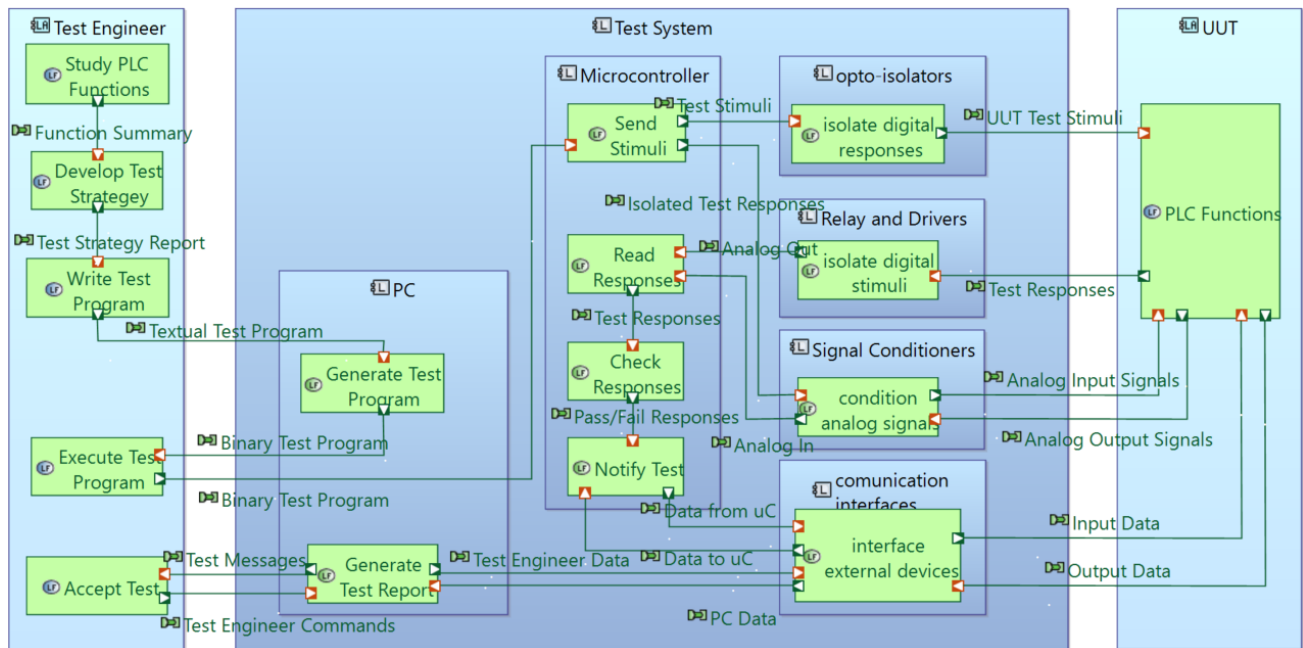 Test Engineer
Study PLC
Functions
Function Summary
Develop Test
Strategey
Test Strategy Report
Write Test
Program
Textual Test Program
Binary Test Program
Execute Test
Program
Binary Test Program
Test Messages
Accept Test
Test Engineer Commands
Test System
PC
Generate Test
Program
Generate
Test Report
Test Engineer Data
PC Data
Microcontroller
Send
Stimuli
Test Stimuli
Isolated Test Responses
Read
Responses
Analog Out
Test Responses
Check
Responses
Pass/Fail Responses
Analog In
Notify Test
Data from uC
Data to uC
opto-isolators
isolate digital
responses
Relay and Drivers
isolate digital
stimuli
Signal Conditioners
condition
analog signals
comunication
interfaces
interface
external devices
UUT
UUT Test Stimuli
PLC Functions
Test Responses
Analog Input Signals
Analog Output Signals
Input Data
Output Data